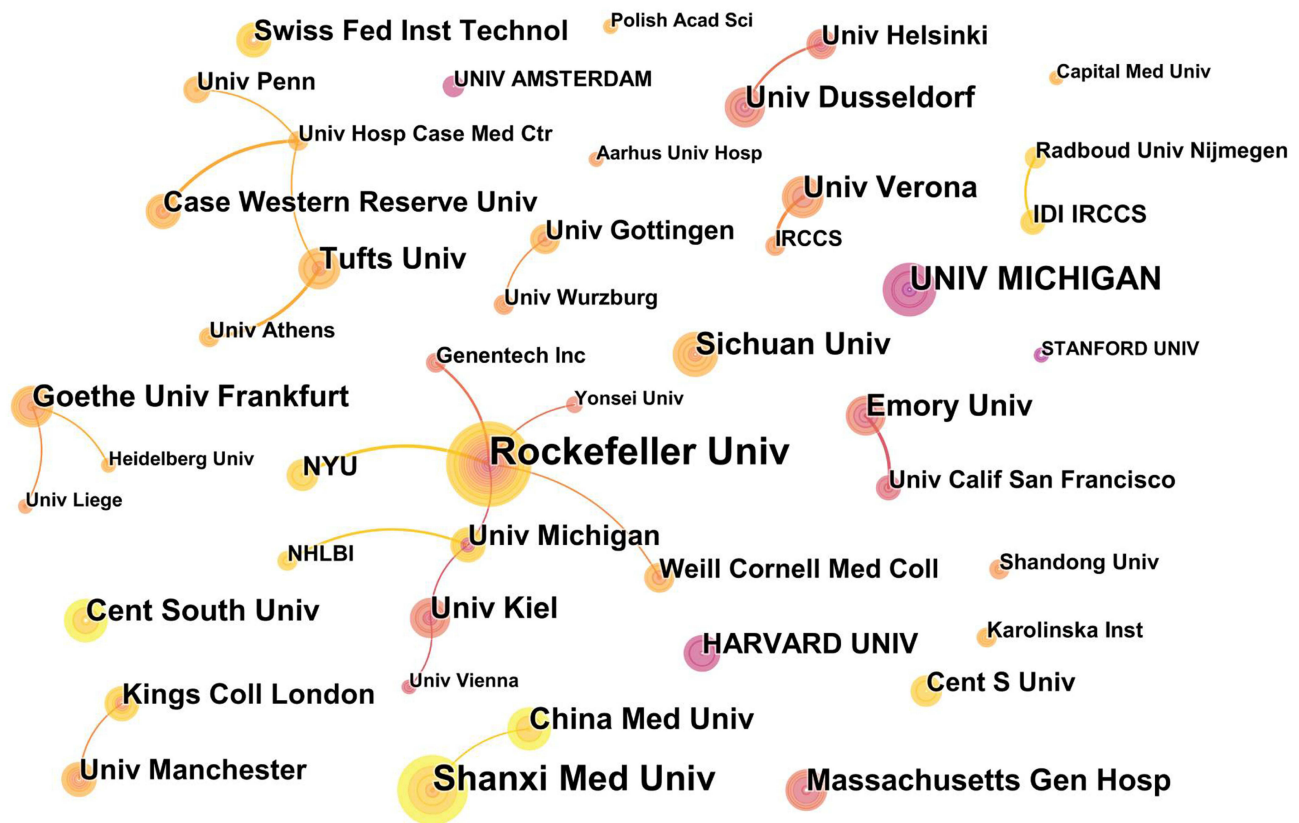 Polish Acad Sci
Swiss Fed Inst Technol
Univ Helsinki
Capital Med Univ
Univ Penn
UNIV AMSTERDAM
Univ Dusseldorf
Univ Hosp Case Med Ctr
Aarhus Univ Hosp
Radboud Univ Nijmegen
Case Western Reserve Univ
Univ Verona
IDI IRCCS
Univ Gottingen
IRCCS
Tufts Univ
UNIV MICHIGAN
Univ Wurzburg
Univ Athens
Sichuan Univ
Genentech Inc
STANFORD UNIV
Goethe Univ Frankfurt
Yonsei Univ
Emory Univ
Rockefeller Univ
Heidelberg Univ
NYU
Univ Calif San Francisco
Univ Liege
Univ Michigan
NHLBI
Weill Cornell Med Coll
Shandong Univ
Cent South Univ
Univ Kiel
HARVARD UNIV
Karolinska Inst
Univ Vienna
Cent S Univ
Kings Coll London
China Med Univ
Univ Manchester
Shanxi Med Univ
Massachusetts Gen Hosp